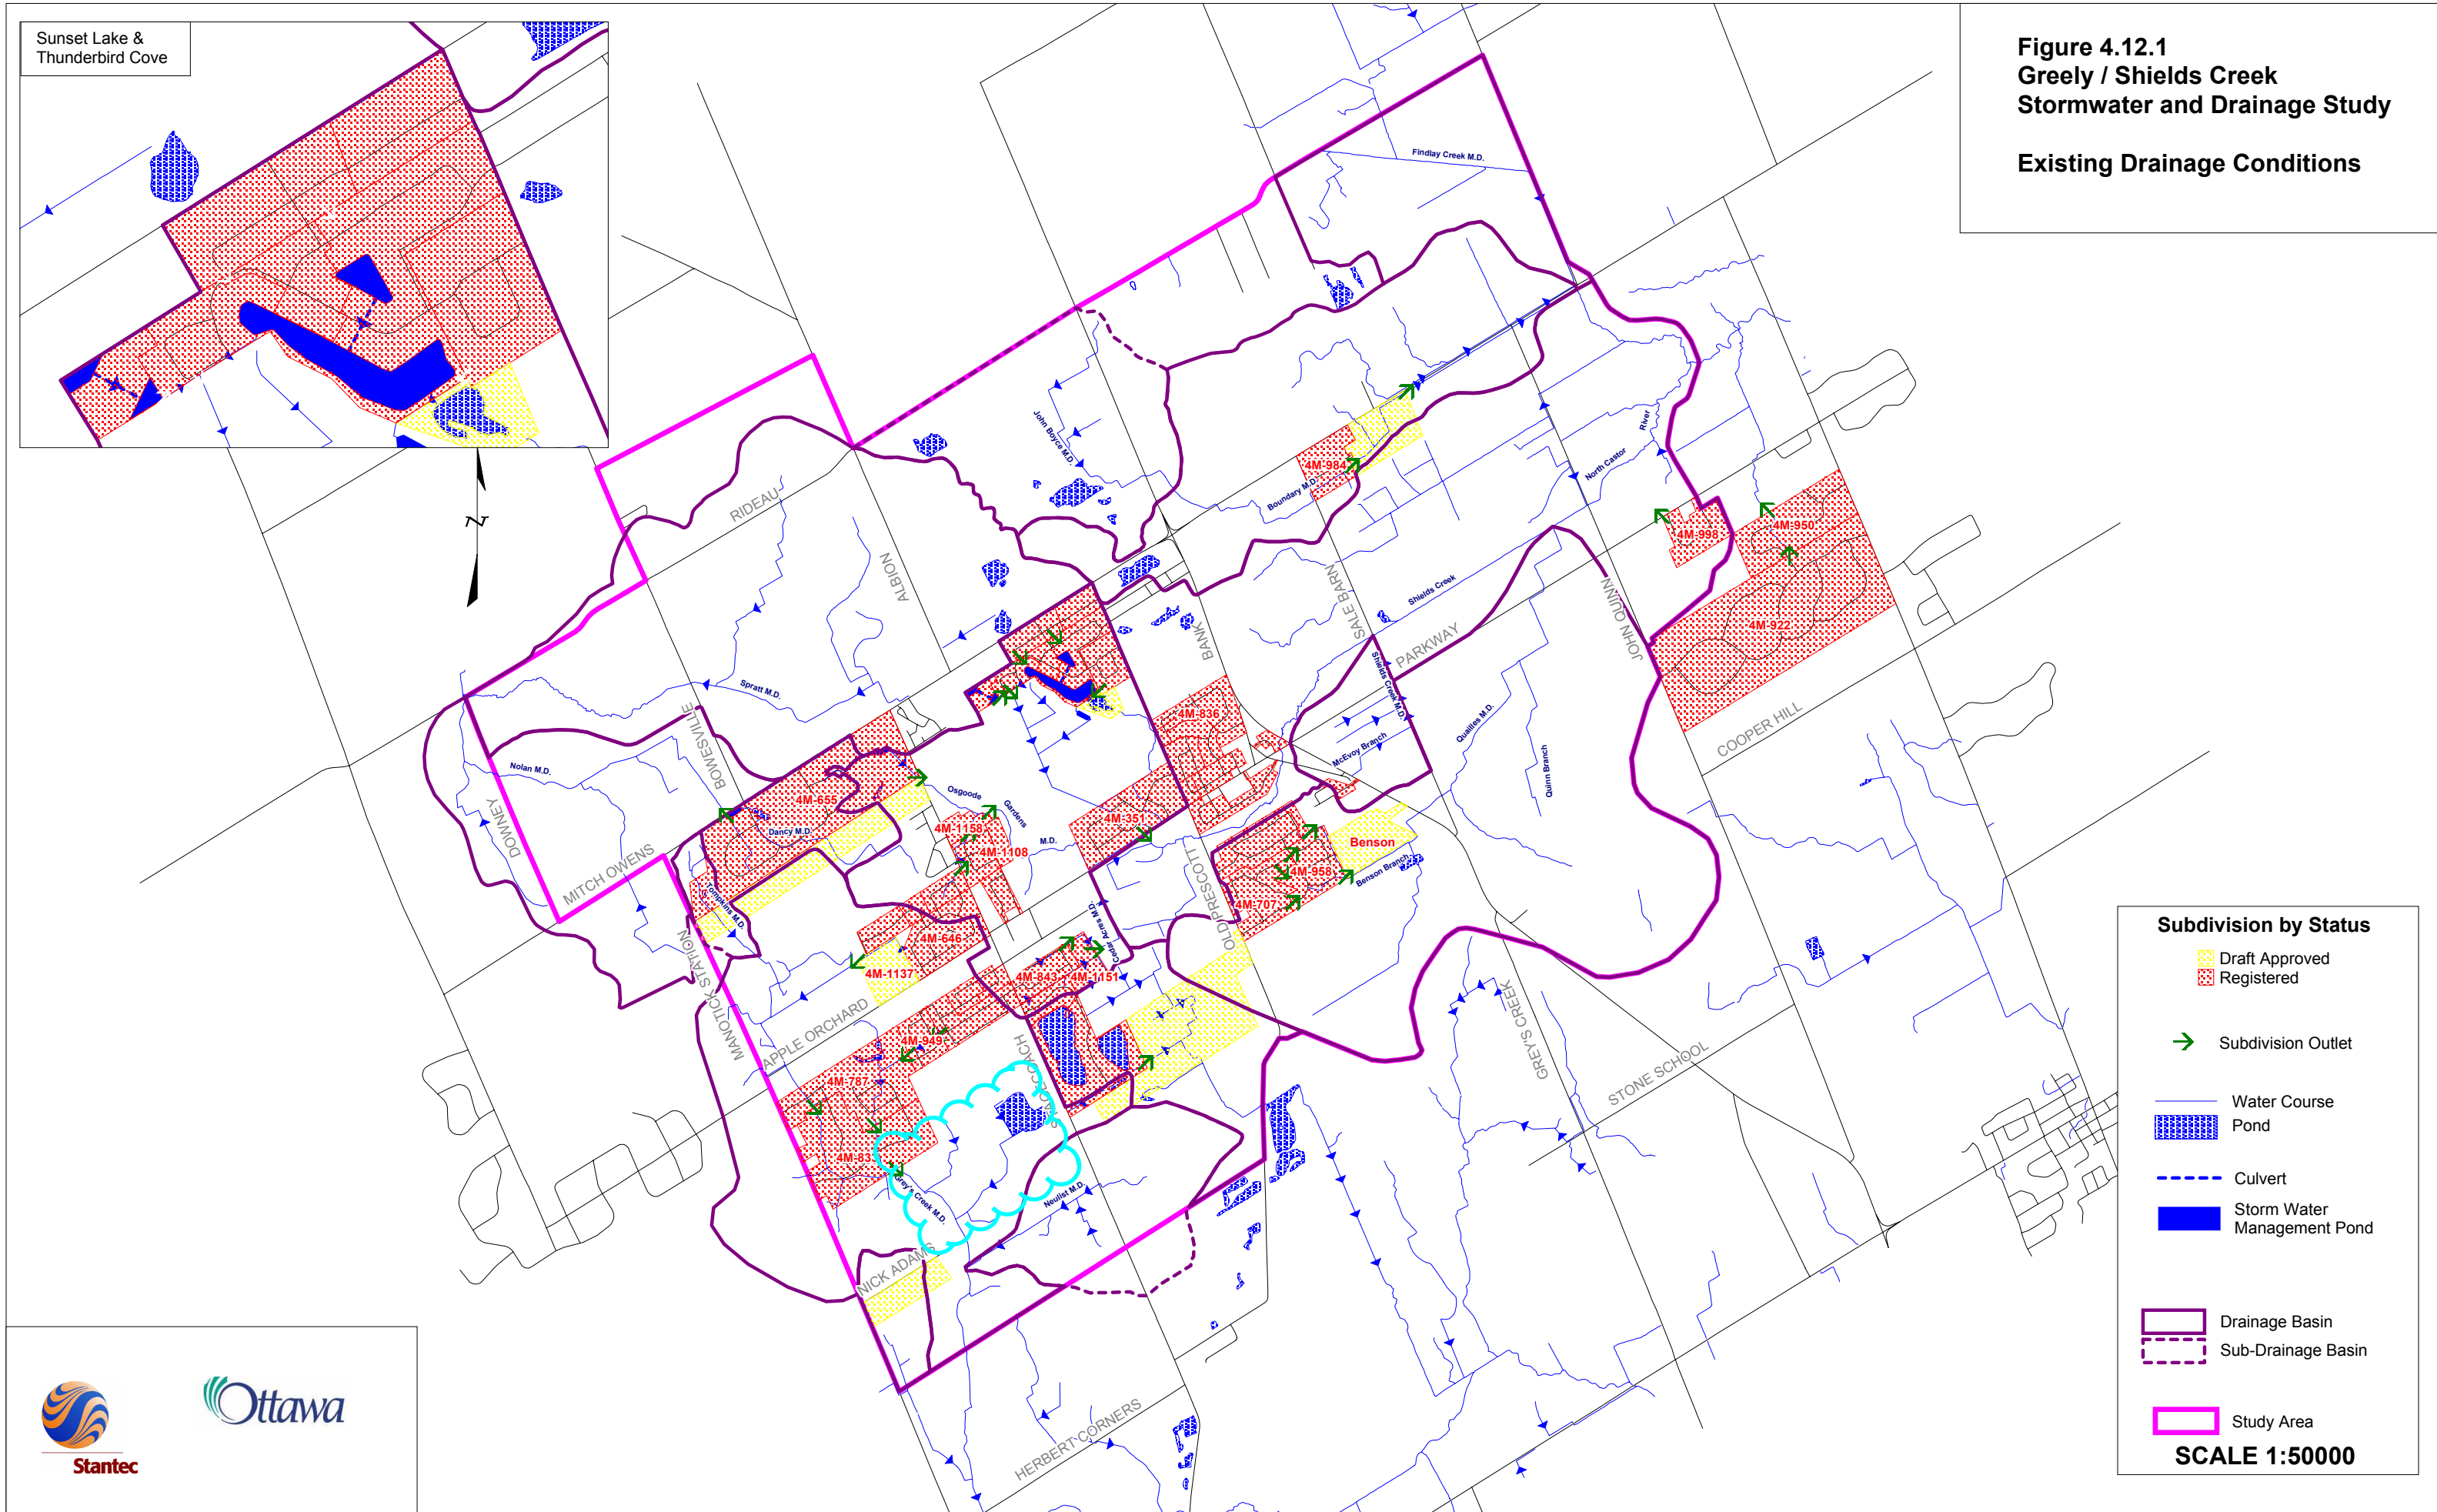 Sunset Lake &
Thunderbird Cove
Figure 4.12.1
Greely / Shields Creek
Stormwater and Drainage Study
Existing Drainage Conditions
N
Findlay Creek M.D.
John Boyce M.D.
RIDEAU
ALBION
4M-984
Boundary M.D.
North Castor
River
4M-998
4M-950
4M-922
SALE BARN
Shields Creek
PARKWAY
JOHN QUINN
BANK
Shields Creek M.D.
COOPER HILL
Spratt M.D.
BOWESVILLE
4M-836
McEvoy Branch
Quailles M.D.
Quinn Branch
Nolan M.D.
DOWNEY
4M-655
Dancy M.D.
Osgoode
Gardens
M.D.
4M-1158
4M-1108
4M-351
Benson
Benson Branch
4M-958
4M-707
OLD PRESCOTT
MITCH OWENS
Tompkins M.D.
MANOTICK STATION
4M-646
4M-1137
Cedar Acres M.D.
4M-843
4M-1151
APPLE ORCHARD
4M-949
4M-787
STAGECOACH
GREY'S CREEK
STONE SCHOOL
4M-833
Grey's Creek M.D.
Neulist M.D.
NICK ADAMS
HERBERT CORNERS
Subdivision by Status
Draft Approved
Registered
Subdivision Outlet
Water Course
Pond
Culvert
Storm Water
Management Pond
Drainage Basin
Sub-Drainage Basin
Study Area
SCALE 1:50000
Stantec
Ottawa